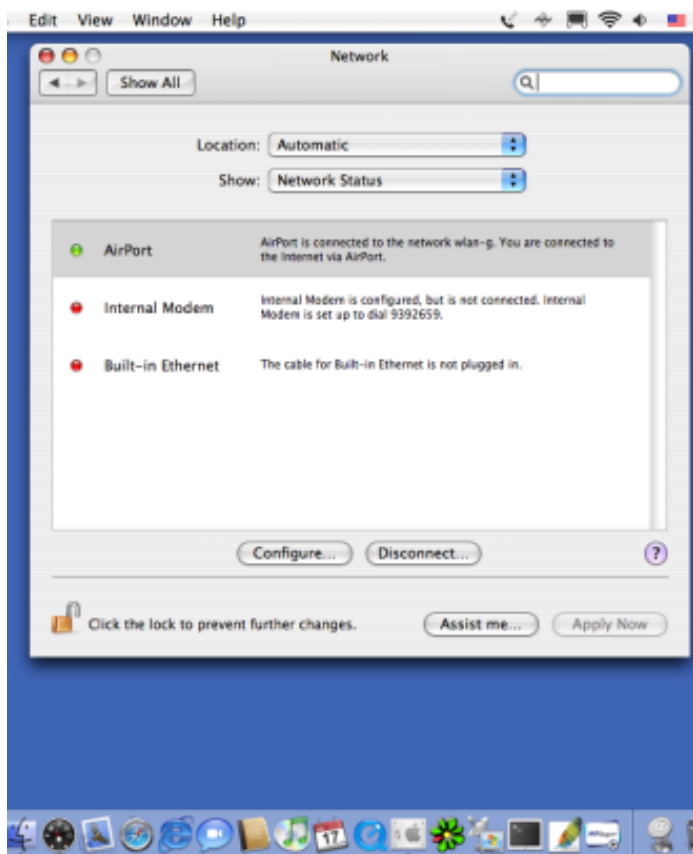 Edit View Window Help
Network
Show All
Location: Automatic
Show: Network Status
AirPort
AirPort is connected to the network wlan-g. You are connected to
the Internet via AirPort.
Internal Modem
Internal Modem is configured, but is not connected. Internal
Modem is set up to dial 9392659.
Built-in Ethernet
The cable for Built-in Ethernet is not plugged in.
Configure... Disconnect... ?
Click the lock to prevent further changes. Assist me... Apply Now
17